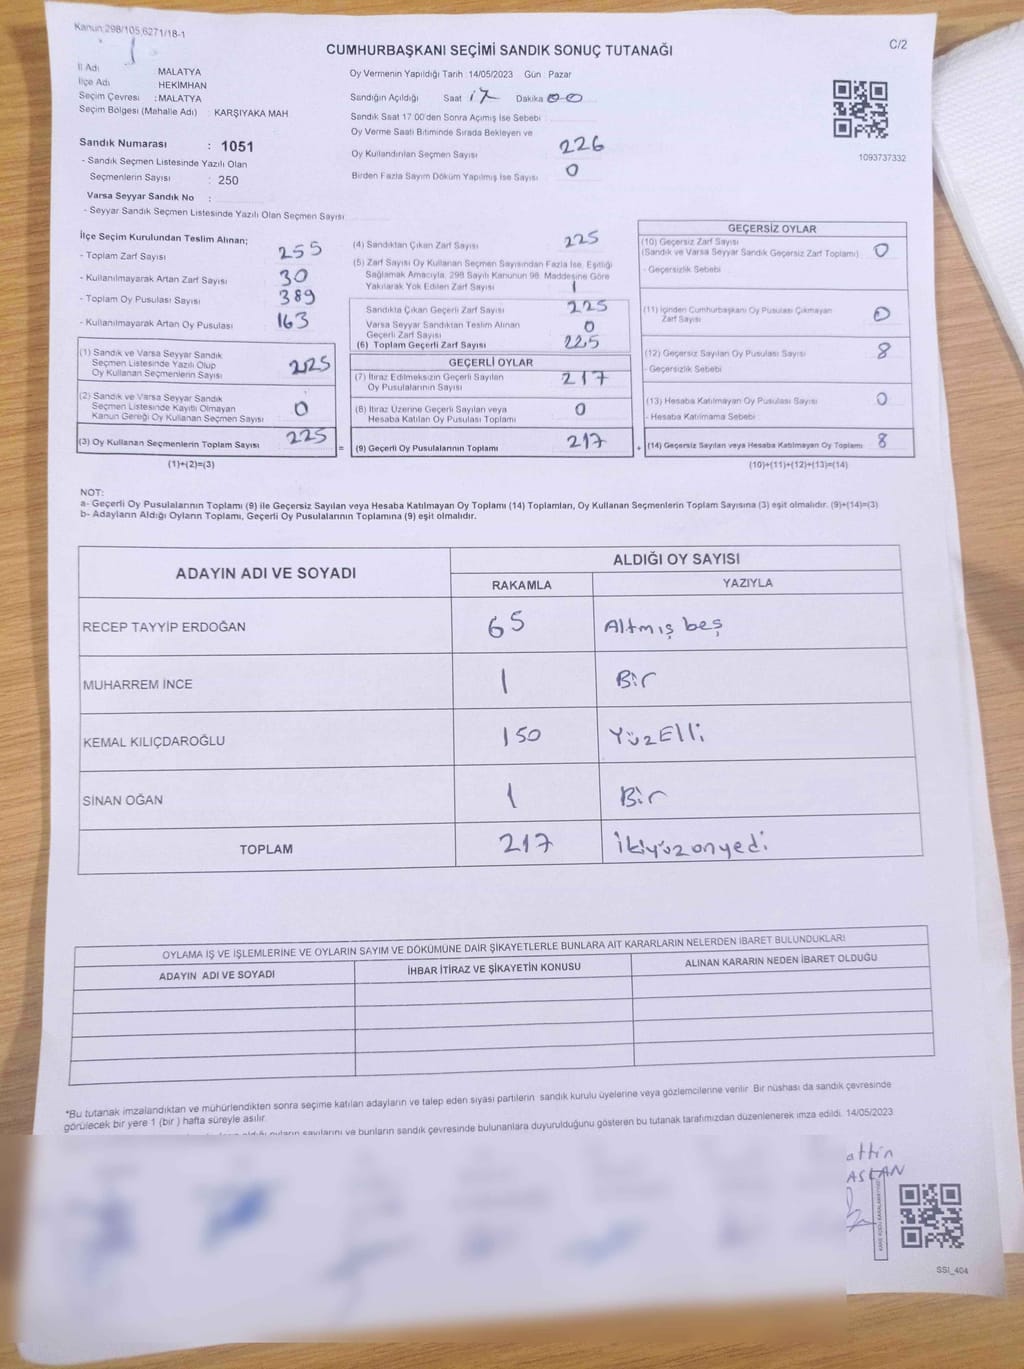 Kanun:298/105,6271/18-1
C/2
CUMHURBAŞKANI SEÇİMİ SANDIK SONUÇ TUTANAĞI
İl Adı MALATYA
İlçe Adı HEKİMHAN
Seçim Çevresi :MALATYA
Seçim Bölgesi (Mahalle Adı) : KARŞIYAKA MAH
Sandık Numarası : 1051
- Sandık Seçmen Listesinde Yazılı Olan
Seçmenlerin Sayısı : 250
Varsa Seyyar Sandık No :
- Seyyar Sandık Seçmen Listesinde Yazılı Olan Seçmen Sayısı
Oy Vermenin Yapıldığı Tarih :14/05/2023 Gün : Pazar
Sandığın Açıldığı Saat 17 Dakika 00
Sandık Saat 17:00'den Sonra Açımış İse Sebebi
Oy Verme Saati Bitiminde Sırada Bekleyen ve
Oy Kullandırılan Seçmen Sayısı 226
Birden Fazla Sayım Döküm Yapılmış İse Sayısı 0
1093737332
İlçe Seçim Kurulundan Teslim Alınan;
- Toplam Zarf Sayısı 255
- Kullanılmayarak Artan Zarf Sayısı 30
- Toplam Oy Pusulası Sayısı 389
- Kullanılmayarak Artan Oy Pusulası 163
(1) Sandık ve Varsa Seyyar Sandık
Seçmen Listesinde Yazılı Olup
Oy Kullanan Seçmenlerin Sayısı 225
(2) Sandık ve Varsa Seyyar Sandık
Seçmen Listesinde Kayıtlı Olmayan
Kanun Gereği Oy Kullanan Seçmen Sayısı 0
(3) Oy Kullanan Seçmenlerin Toplam Sayısı 225
(1)+(2)=(3)
(4) Sandıktan Çıkan Zarf Sayısı 225
(5) Zarf Sayısı Oy Kullanan Seçmen Sayısından Fazla İse, Eşitliği
Sağlamak Amacıyla, 298 Sayılı Kanunun 98. Maddesine Göre
Yakılarak Yok Edilen Zarf Sayısı 1
Sandıkta Çıkan Geçerli Zarf Sayısı 225
Varsa Seyyar Sandıktan Teslim Alınan
Geçerli Zarf Sayısı 0
(6) Toplam Geçerli Zarf Sayısı 225
GEÇERLİ OYLAR
(7) İtiraz Edilmeksizin Geçerli Sayılan
Oy Pusulalarının Sayısı 217
(8) İtiraz Üzerine Geçerli Sayılan veya
Hesaba Katılan Oy Pusulası Toplamı 0
= (9) Geçerli Oy Pusulalarının Toplamı 217
GEÇERSİZ OYLAR
(10) Geçersiz Zarf Sayısı 0
(Sandık ve Varsa Seyyar Sandık Geçersiz Zarf Toplamı)
- Geçersizlik Sebebi
(11) İçinden Cumhurbaşkanı Oy Pusulası Çıkmayan
Zarf Sayısı 0
(12) Geçersiz Sayılan Oy Pusulası Sayısı 8
- Geçersizlik Sebebi
(13) Hesaba Katılmayan Oy Pusulası Sayısı 0
- Hesaba Katılmama Sebebi
+ (14) Geçersiz Sayılan veya Hesaba Katılmayan Oy Toplamı 8
(10)+(11)+(12)+(13)=(14)
NOT:
a- Geçerli Oy Pusulalarının Toplamı (9) ile Geçersiz Sayılan veya Hesaba Katılmayan Oy Toplamı (14) Toplamları, Oy Kullanan Seçmenlerin Toplam Sayısına (3) eşit olmalıdır. (9)+(14)=(3)
b- Adayların Aldığı Oyların Toplamı, Geçerli Oy Pusulalarının Toplamına (9) eşit olmalıdır.
ADAYIN ADI VE SOYADI ALDIĞI OY SAYISI
RAKAMLA YAZIYLA
RECEP TAYYİP ERDOĞAN 65 Altmış beş
MUHARREM İNCE 1 Bir
KEMAL KILIÇDAROĞLU 150 YüzElli
SİNAN OĞAN 1 Bir
TOPLAM 217 ikiyüzonyedi
OYLAMA İŞ VE İŞLEMLERİNE VE OYLARIN SAYIM VE DÖKÜMÜNE DAİR ŞİKAYETLERLE BUNLARA AİT KARARLARIN NELERDEN İBARET BULUNDUKLARI
ADAYIN ADI VE SOYADI İHBAR İTİRAZ VE ŞİKAYETİN KONUSU ALINAN KARARIN NEDEN İBARET OLDUĞU
*Bu tutanak imzalandıktan ve mühürlendikten sonra seçime katılan adayların ve talep eden siyasi partilerin sandık kurulu üyelerine veya gözlemcilerine verilir. Bir nüshası da sandık çevresinde
görülecek bir yere 1 (bir) hafta süreyle asılır.
oyların sayılarını ve bunların sandık çevresinde bulunanlara duyurulduğunu gösteren bu tutanak tarafımızdan düzenlenerek imza edildi. 14/05/2023
attin
ASLAN
SSI_404